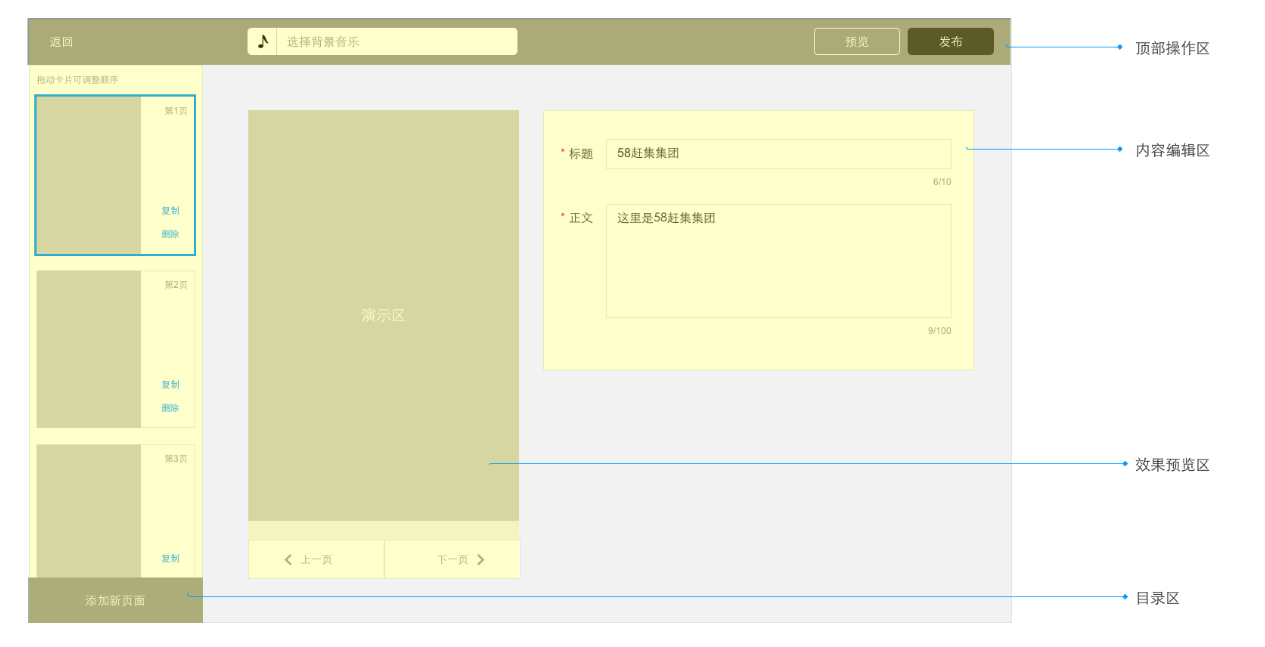 返回
选择背景音乐
预览
发布
顶部操作区
拖动卡片可调整顺序
第1页
复制
删除
第2页
复制
删除
第3页
复制
添加新页面
演示区
上一页
下一页
* 标题
58赶集集团
6/10
* 正文
这里是58赶集集团
9/100
内容编辑区
效果预览区
目录区